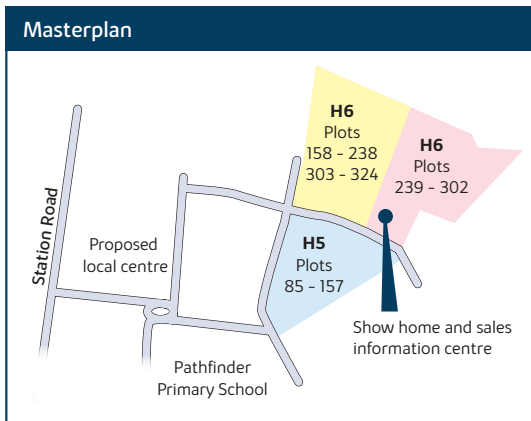 Masterplan
H6
Plots
158 - 238
303 - 324
H6
Plots
239 - 302
Station Road
Proposed
local centre
H5
Plots
85 - 157
Show home and sales
information centre
Pathfinder
Primary School